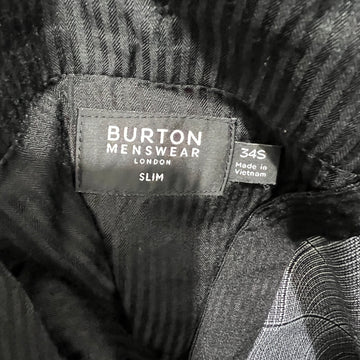 BURTON
MENSWEAR
LONDON
SLIM
34S
Made in
Vietnam